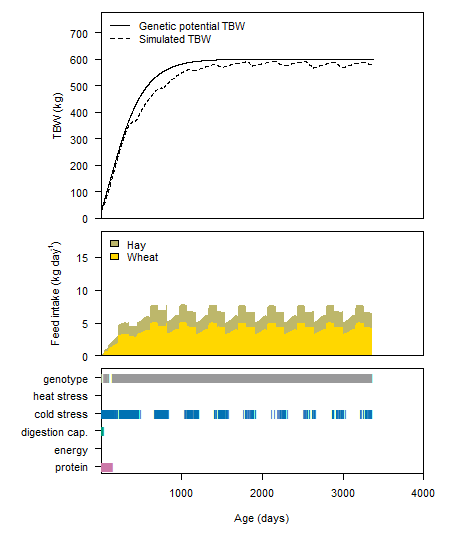 700
600
500
400
300
200
100
0
TBW (kg)
Genetic potential TBW
Simulated TBW
15
10
5
0
Feed intake (kg day-1)
Hay
Wheat
genotype
heat stress
cold stress
digestion cap.
energy
protein
1000 2000 3000 4000
Age (days)